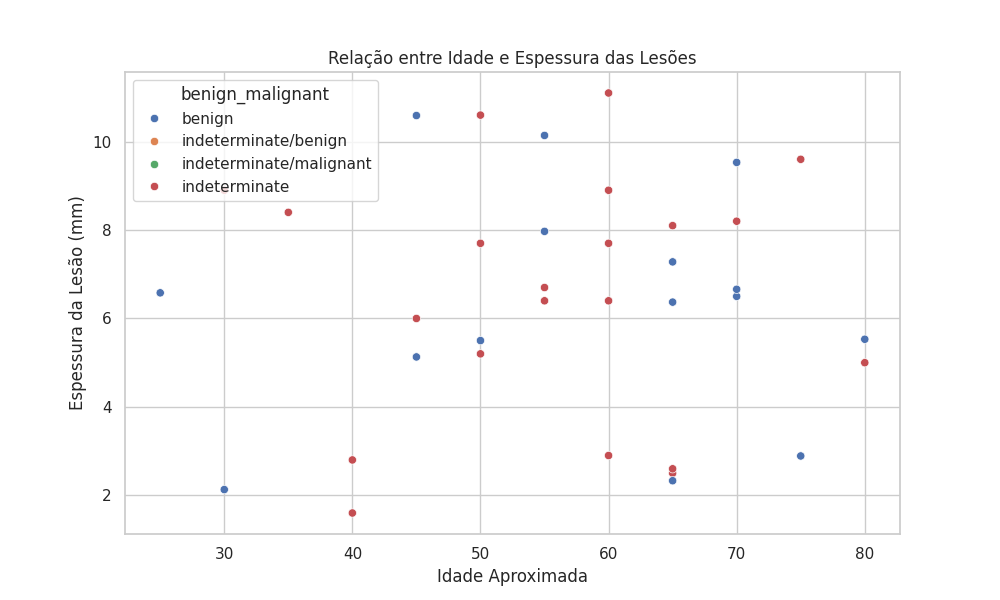 Relação entre Idade e Espessura das Lesões
benign_malignant
benign
indeterminate/benign
indeterminate/malignant
indeterminate
Espessura da Lesão (mm)
10
8
6
4
2
30 40 50 60 70 80
Idade Aproximada